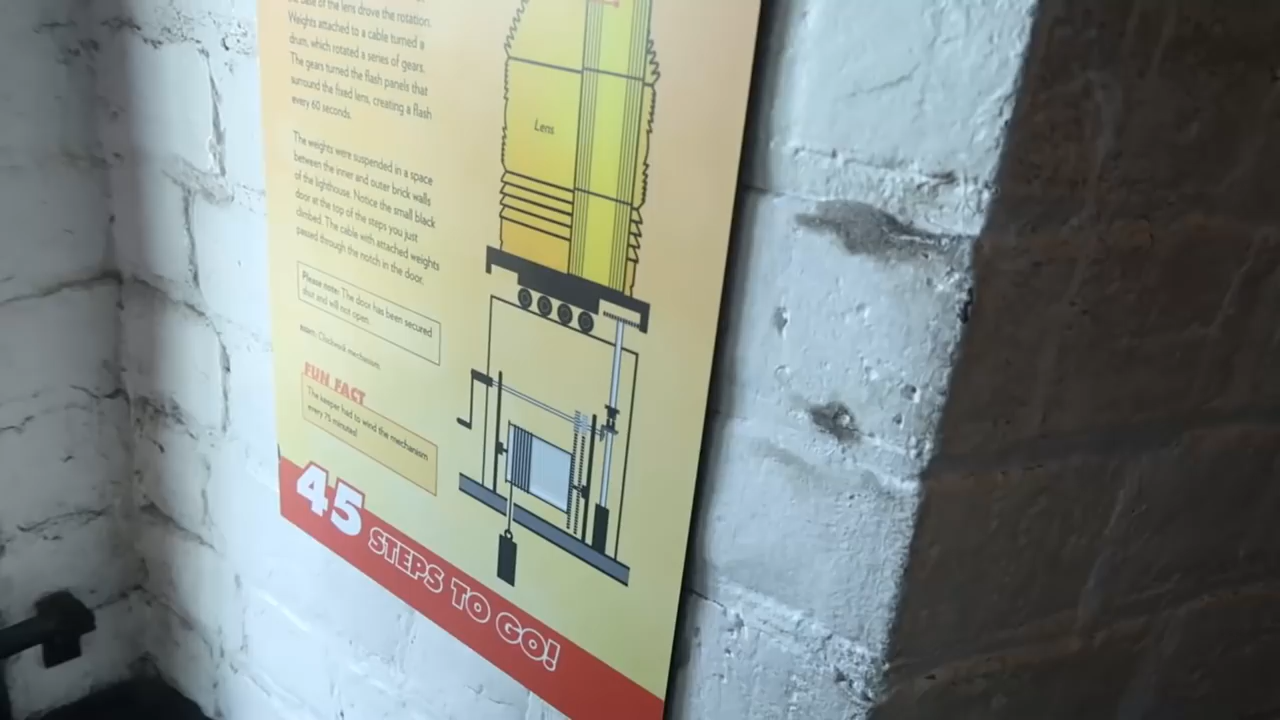 base of the lens drove the rotation.
Weights attached to a cable turned a
drum, which rotated a series of gears.
The gears turned the flash panels that
surround the fixed lens, creating a flash
every 60 seconds.
The weights were suspended in a space
between the inner and outer brick walls
of the lighthouse. Notice the small black
door at the top of the steps you just
climbed. The cable with attached weights
passed through the notch in the door.
Please note: The door has been secured
shut and will not open.
Clockwork mechanism.
FUN FACT
The keeper had to wind the mechanism
every 75 minutes!
Lens
45 STEPS TO GO!